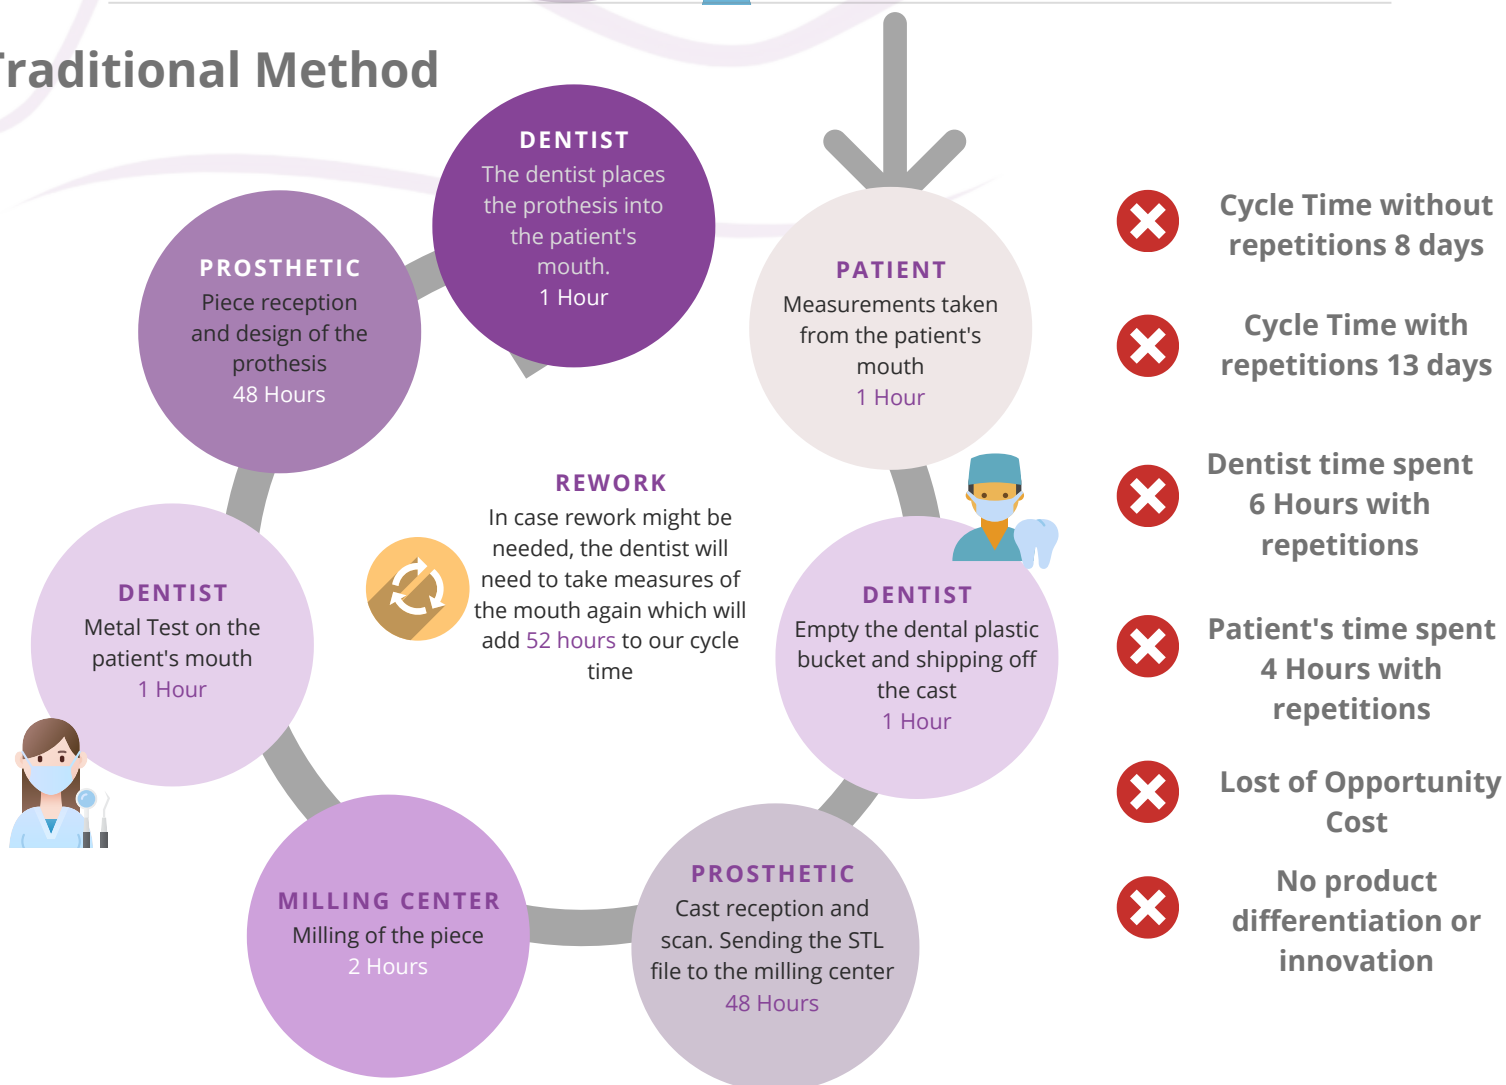 Traditional Method
DENTIST
The dentist places
the prothesis into
the patient's
mouth.
1 Hour
PROSTHETIC
Piece reception
and design of the
prothesis
48 Hours
PATIENT
Measurements taken
from the patient's
mouth
1 Hour
REWORK
In case rework might be
needed, the dentist will
need to take measures of
the mouth again which will
add 52 hours to our cycle
time
DENTIST
Metal Test on the
patient's mouth
1 Hour
DENTIST
Empty the dental plastic
bucket and shipping off
the cast
1 Hour
MILLING CENTER
Milling of the piece
2 Hours
PROSTHETIC
Cast reception and
scan. Sending the STL
file to the milling center
48 Hours
Cycle Time without
repetitions 8 days
Cycle Time with
repetitions 13 days
Dentist time spent
6 Hours with
repetitions
Patient's time spent
4 Hours with
repetitions
Lost of Opportunity
Cost
No product
differentiation or
innovation